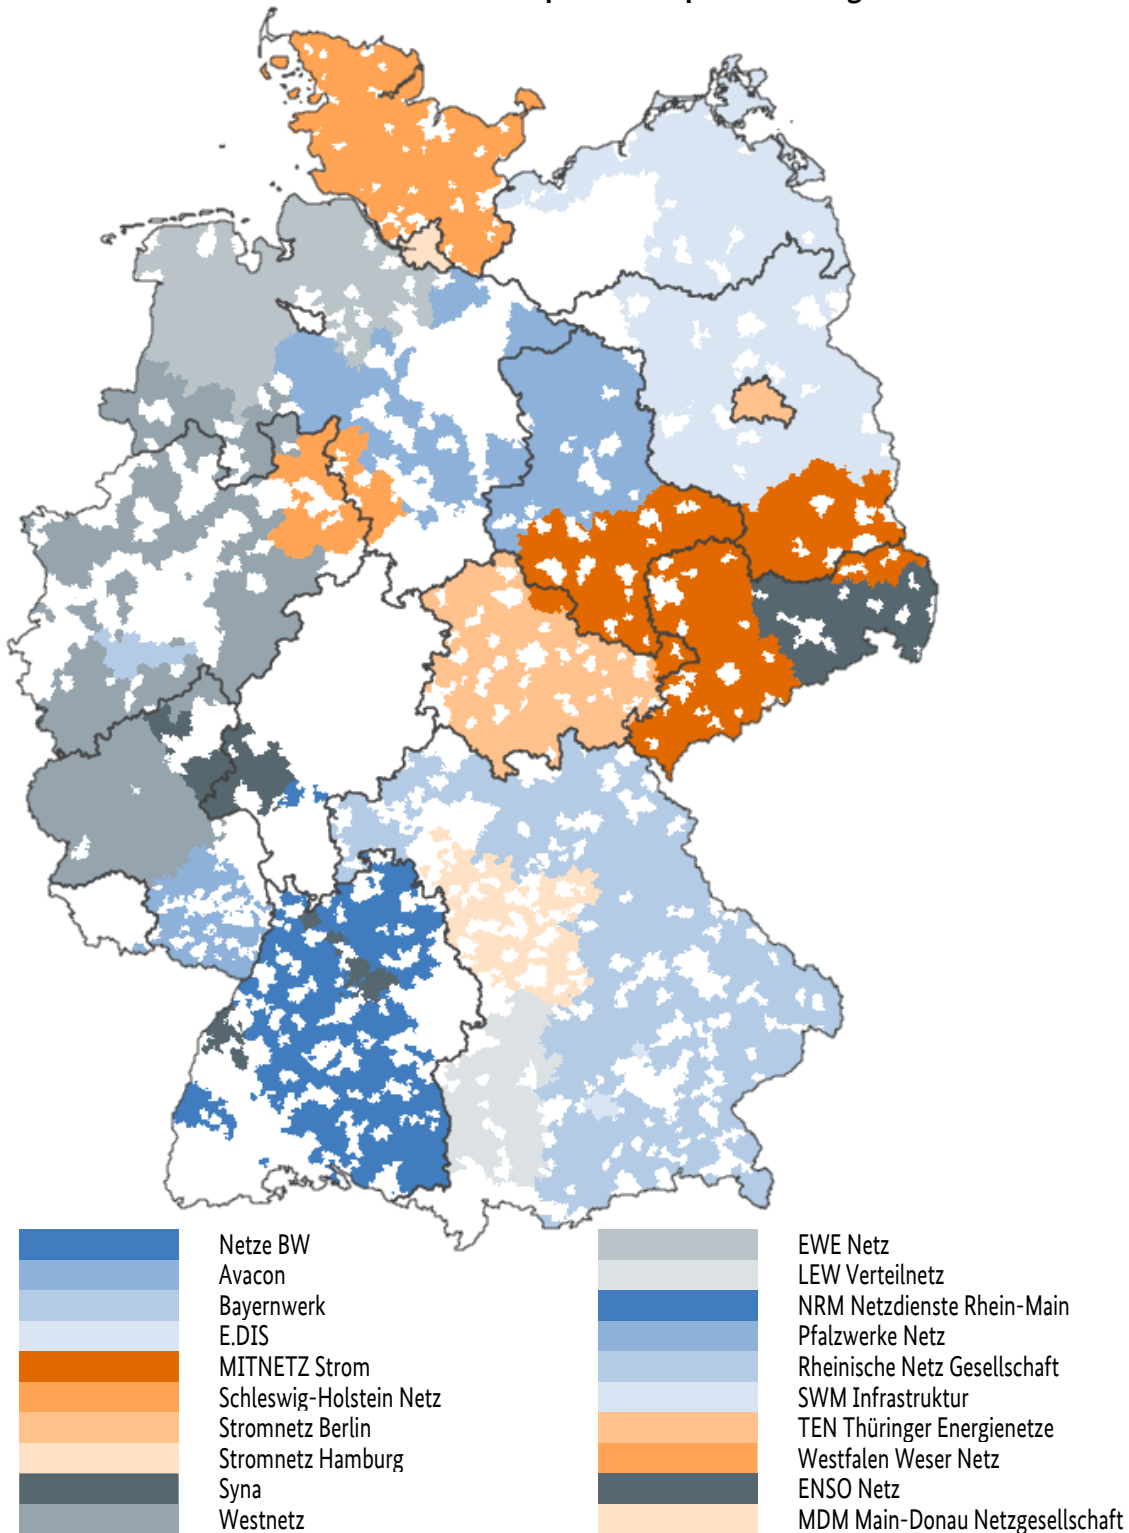 Netze BW
Avacon
Bayernwerk
E.DIS
MITNETZ Strom
Schleswig-Holstein Netz
Stromnetz Berlin
Stromnetz Hamburg
Syna
Westnetz
EWE Netz
LEW Verteilnetz
NRM Netzdienste Rhein-Main
Pfalzwerke Netz
Rheinische Netz Gesellschaft
SWM Infrastruktur
TEN Thüringer Energienetze
Westfalen Weser Netz
ENSO Netz
MDM Main-Donau Netzgesellschaft